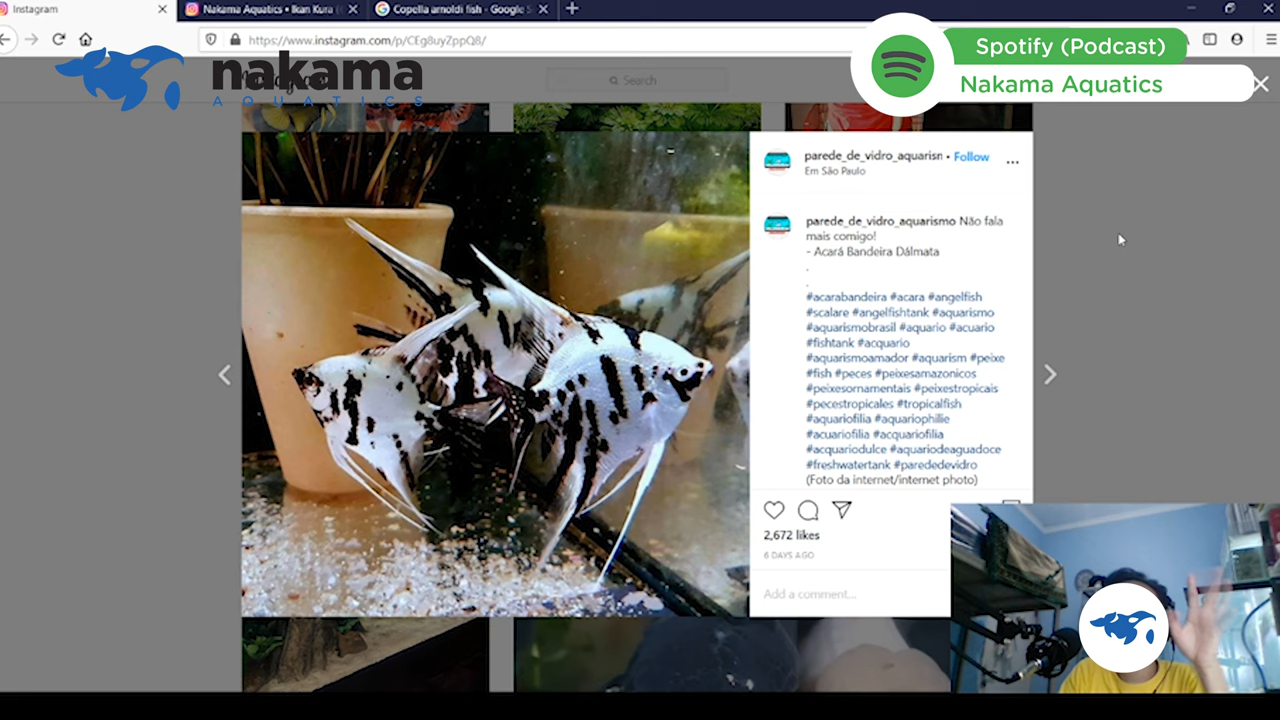 Instagram
Nakama Aquatics • Ikan Kura
Copella arnoldi fish - Google S
https://www.instagram.com/p/CEg8uyZppQ8/
Spotify (Podcast)
Nakama Aquatics
nakama
AQUATICS
Search
parede_de_vidro_aquarisn • Follow
Em São Paulo
parede_de_vidro_aquarismo Não fala
mais comigo!
- Acará Bandeira Dálmata
.
.
#acarabandeira #acara #angelfish
#scalare #angelfishtank #aquarismo
#aquarismobrasil #aquario #acuario
#fishtank #acquario
#aquarismoamador #aquarism #peixe
#fish #peces #peixesamazonicos
#peixesornamentais #peixestropicais
#pecestropicales #tropicalfish
#aquariofilia #aquariophilie
#acuariofilia #acquariofilia
#acquariodulce #aquariodeaguadoce
#freshwatertank #parededevidro
(Foto da internet/internet photo)
2,672 likes
6 DAYS AGO
Add a comment...